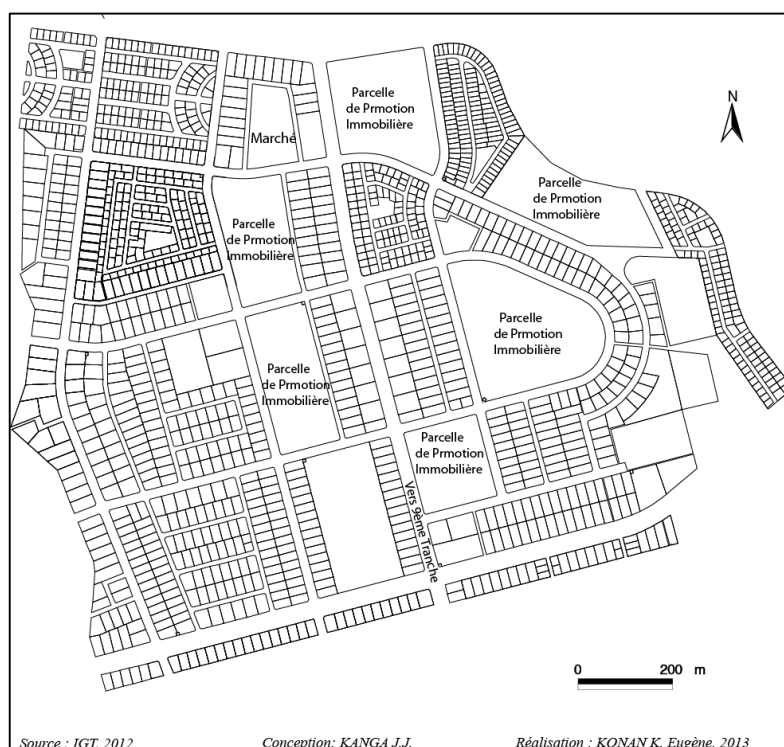 Parcelle
de Prmotion
Immobilière
N
Marché
Parcelle
de Prmotion
Immobilière
Parcelle
de Prmotion
Immobilière
Parcelle
de Prmotion
Immobilière
Parcelle
de Prmotion
Immobilière
Parcelle
de Prmotion
Immobilière
Vers 9ème Tranche
0 200 m
Source : IGT, 2012 Conception: KANGA J.J. Réalisation : KONAN K. Eugène, 2013